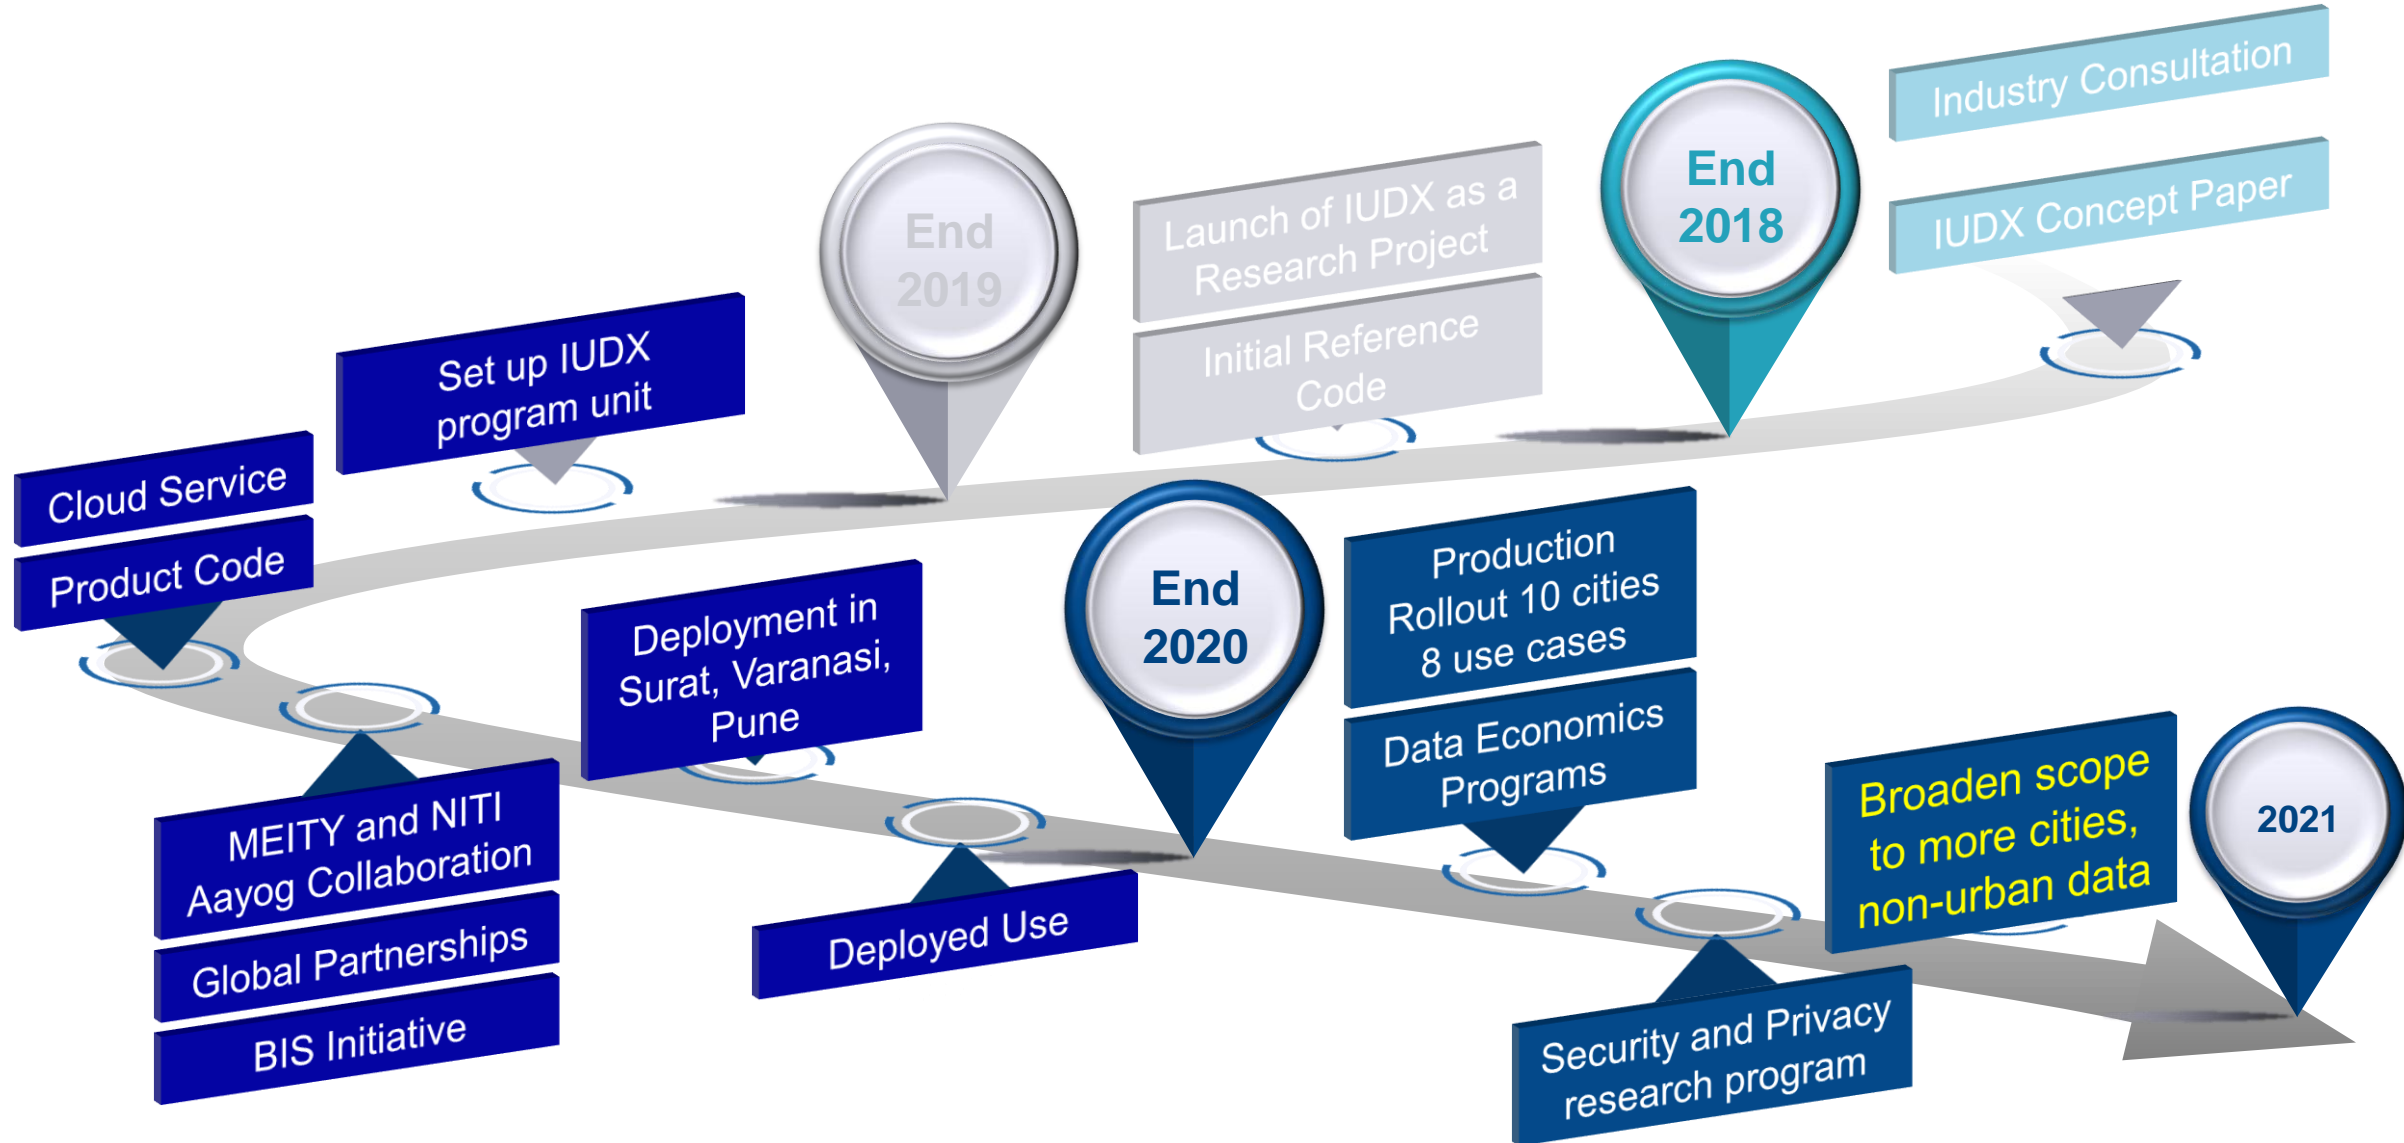 Industry Consultation
IUDX Concept Paper
End
2018
Launch of IUDX as a
Research Project
Initial Reference
Code
End
2019
Set up IUDX
program unit
Cloud Service
Product Code
MEITY and NITI
Aayog Collaboration
Global Partnerships
BIS Initiative
Deployment in
Surat, Varanasi,
Pune
Deployed Use
End
2020
Production
Rollout 10 cities
8 use cases
Data Economics
Programs
Security and Privacy
research program
Broaden scope
to more cities,
non-urban data
2021